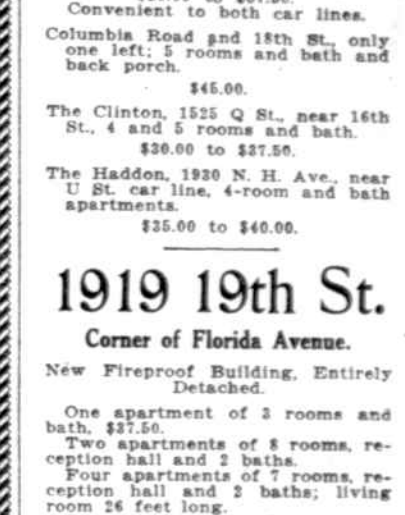 Convenient to both car lines.
Columbia Road and 18th St., only
one left; 5 rooms and bath and
back porch.
$45.00.
The Clinton, 1525 Q St., near 16th
St., 4 and 5 rooms and bath.
$30.00 to $37.50.
The Haddon, 1930 N. H. Ave., near
U St. car line, 4-room and bath
apartments.
$35.00 to $40.00.
1919 19th St.
Corner of Florida Avenue.
New Fireproof Building, Entirely
Detached.
One apartment of 3 rooms and
bath, $37.50.
Two apartments of 8 rooms, re-
ception hall and 2 baths.
Four apartments of 7 rooms, re-
ception hall and 2 baths; living
room 26 feet long.